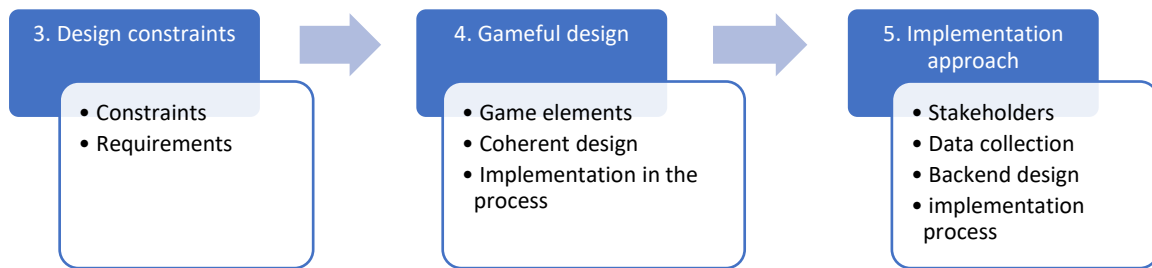 3. Design constraints
• Constraints
• Requirements
4. Gameful design
• Game elements
• Coherent design
• Implementation in the
process
5. Implementation
approach
• Stakeholders
• Data collection
• Backend design
• implementation
process